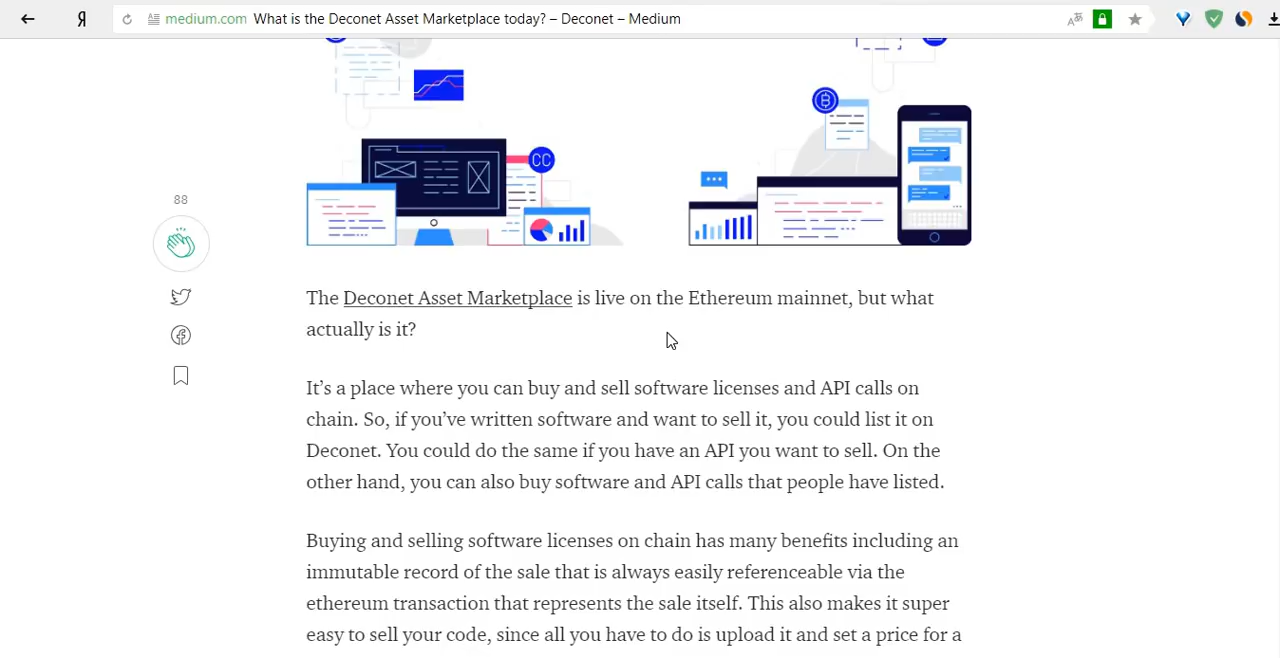 Я medium.com What is the Deconet Asset Marketplace today? – Deconet – Medium
CC
88
The Deconet Asset Marketplace is live on the Ethereum mainnet, but what
actually is it?
It’s a place where you can buy and sell software licenses and API calls on
chain. So, if you’ve written software and want to sell it, you could list it on
Deconet. You could do the same if you have an API you want to sell. On the
other hand, you can also buy software and API calls that people have listed.
Buying and selling software licenses on chain has many benefits including an
immutable record of the sale that is always easily referenceable via the
ethereum transaction that represents the sale itself. This also makes it super
easy to sell your code, since all you have to do is upload it and set a price for a